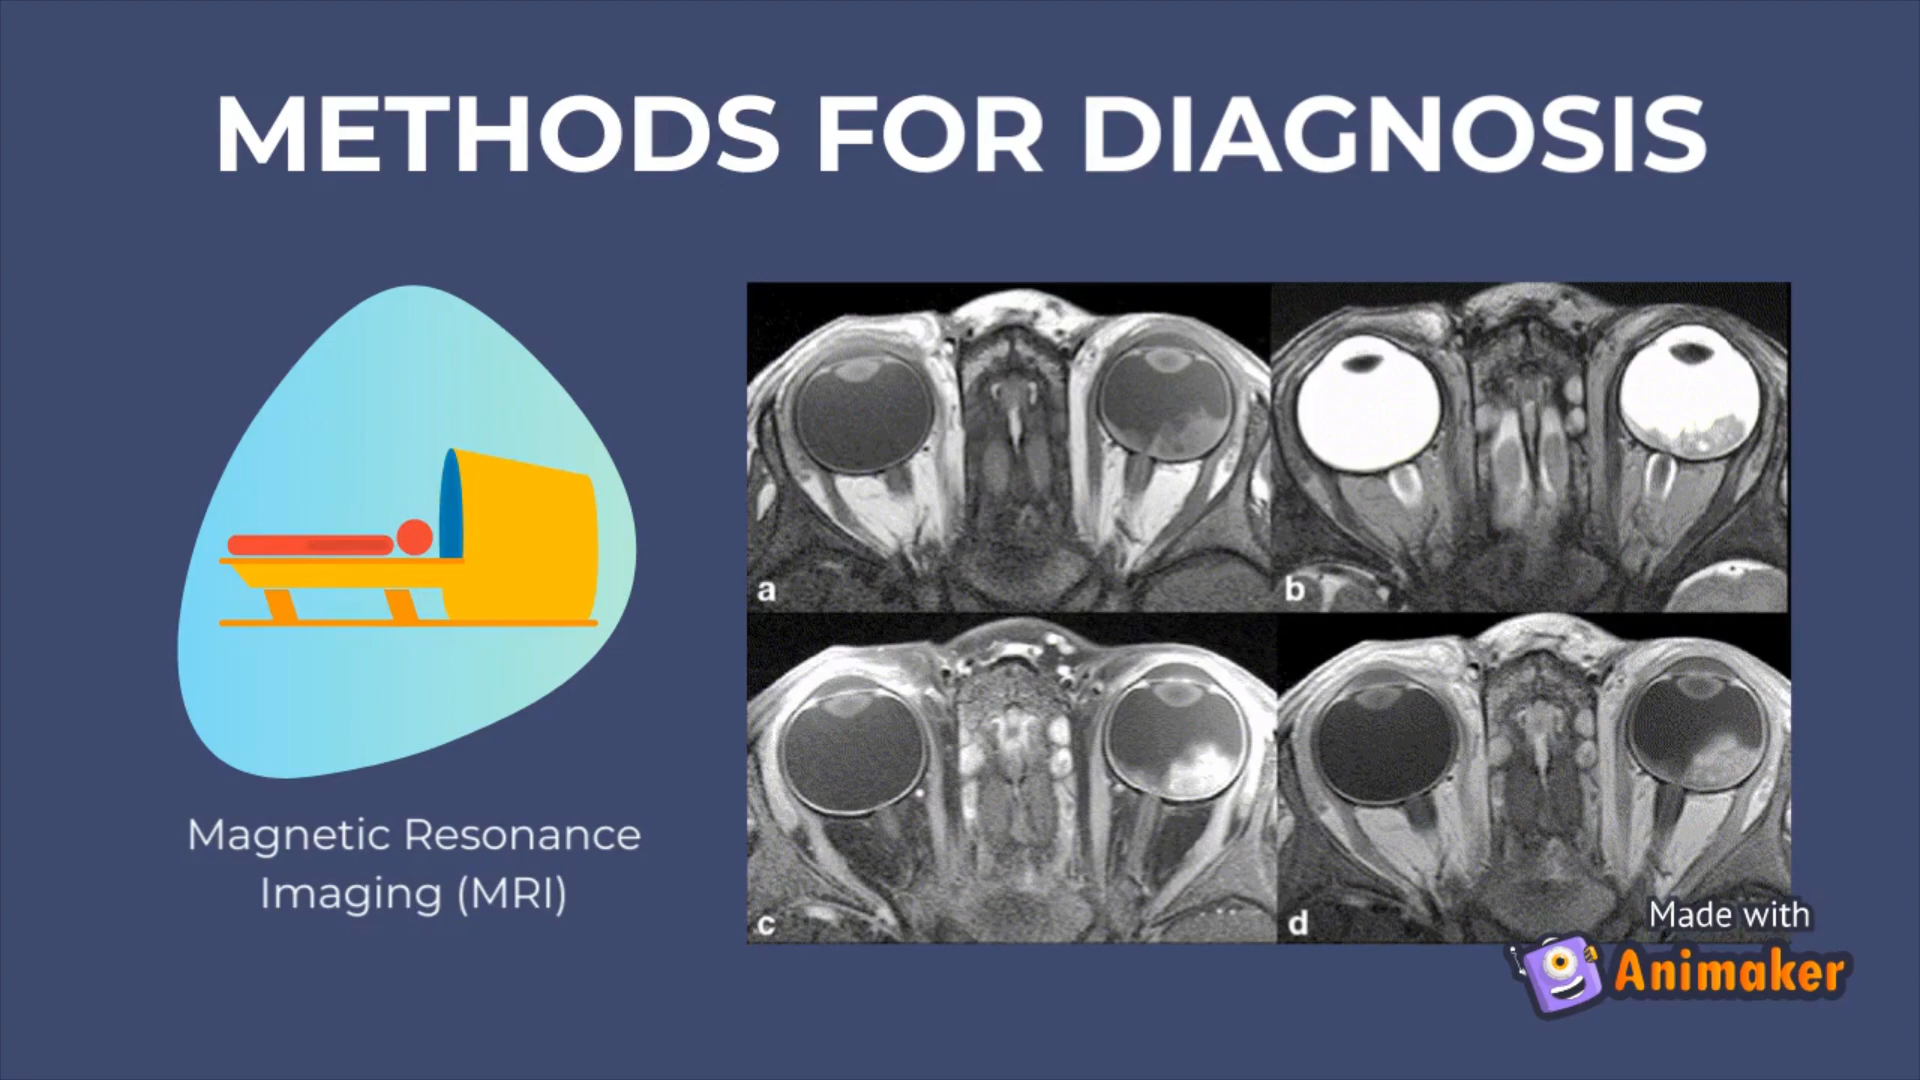 METHODS FOR DIAGNOSIS
Magnetic Resonance
Imaging (MRI)
a
b
c
d
Made with
Animaker